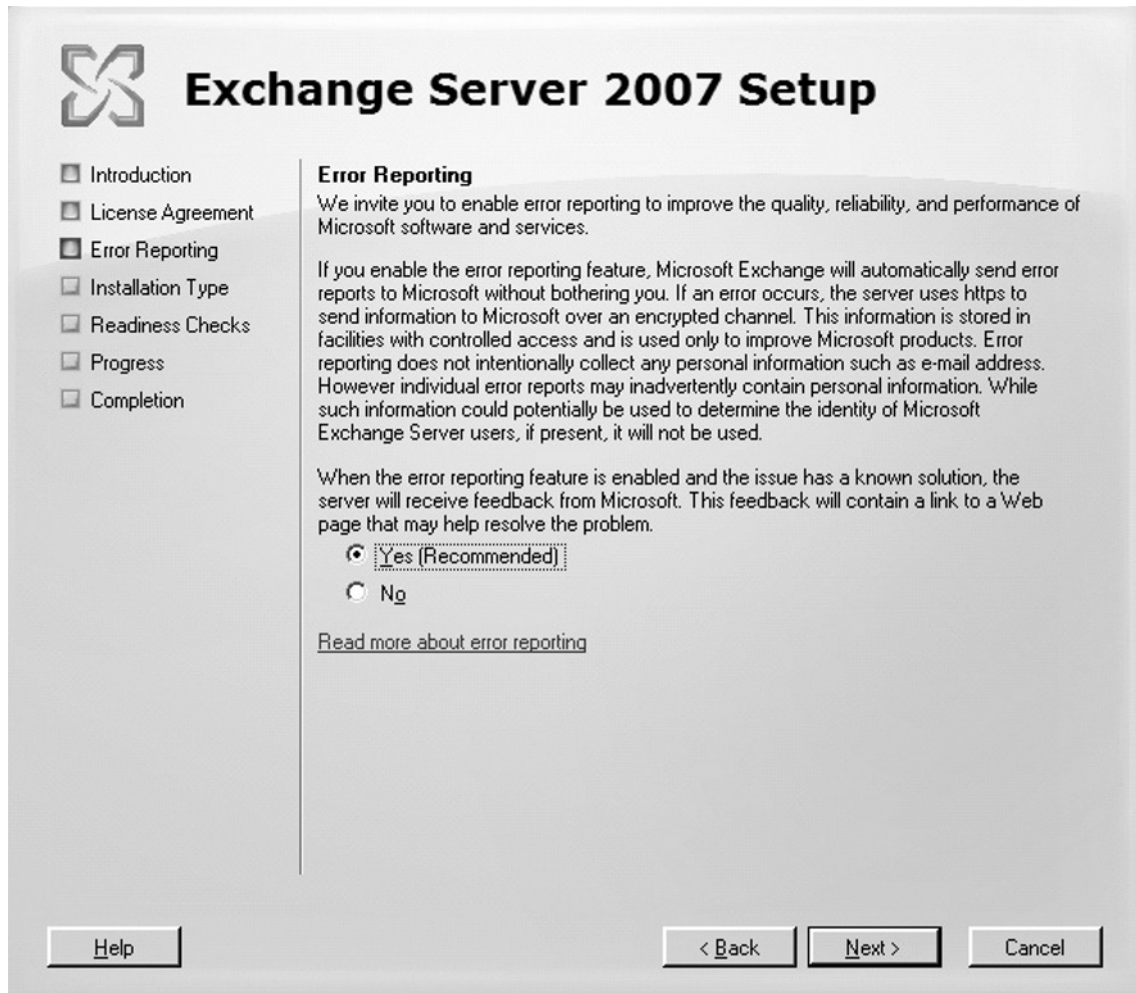 Exchange Server 2007 Setup
Introduction
License Agreement
Error Reporting
Installation Type
Readiness Checks
Progress
Completion
Error Reporting
We invite you to enable error reporting to improve the quality, reliability, and performance of
Microsoft software and services.
If you enable the error reporting feature, Microsoft Exchange will automatically send error
reports to Microsoft without bothering you. If an error occurs, the server uses https to
send information to Microsoft over an encrypted channel. This information is stored in
facilities with controlled access and is used only to improve Microsoft products. Error
reporting does not intentionally collect any personal information such as e-mail address.
However individual error reports may inadvertently contain personal information. While
such information could potentially be used to determine the identity of Microsoft
Exchange Server users, if present, it will not be used.
When the error reporting feature is enabled and the issue has a known solution, the
server will receive feedback from Microsoft. This feedback will contain a link to a Web
page that may help resolve the problem.
Yes (Recommended)
No
Read more about error reporting
Help
< Back
Next >
Cancel